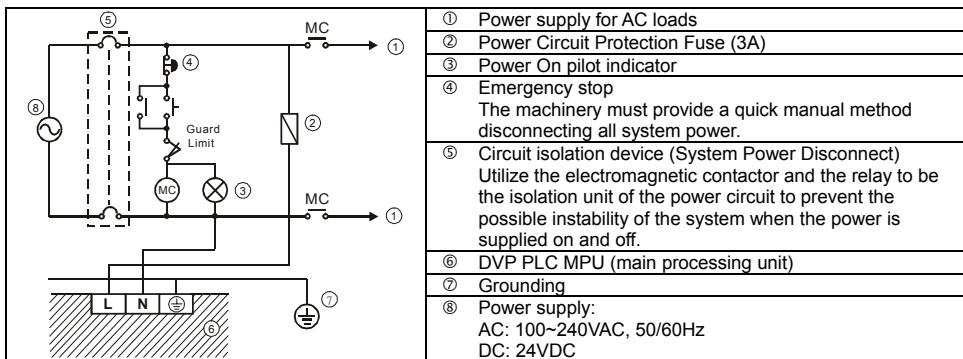 ⑤
MC
①
④
⑧
②
Guard
Limit
MC
③
MC
①
L N
⑦
⑥
① Power supply for AC loads
② Power Circuit Protection Fuse (3A)
③ Power On pilot indicator
④ Emergency stop
The machinery must provide a quick manual method
disconnecting all system power.
⑤ Circuit isolation device (System Power Disconnect)
Utilize the electromagnetic contactor and the relay to be
the isolation unit of the power circuit to prevent the
possible instability of the system when the power is
supplied on and off.
⑥ DVP PLC MPU (main processing unit)
⑦ Grounding
⑧ Power supply:
AC: 100~240VAC, 50/60Hz
DC: 24VDC